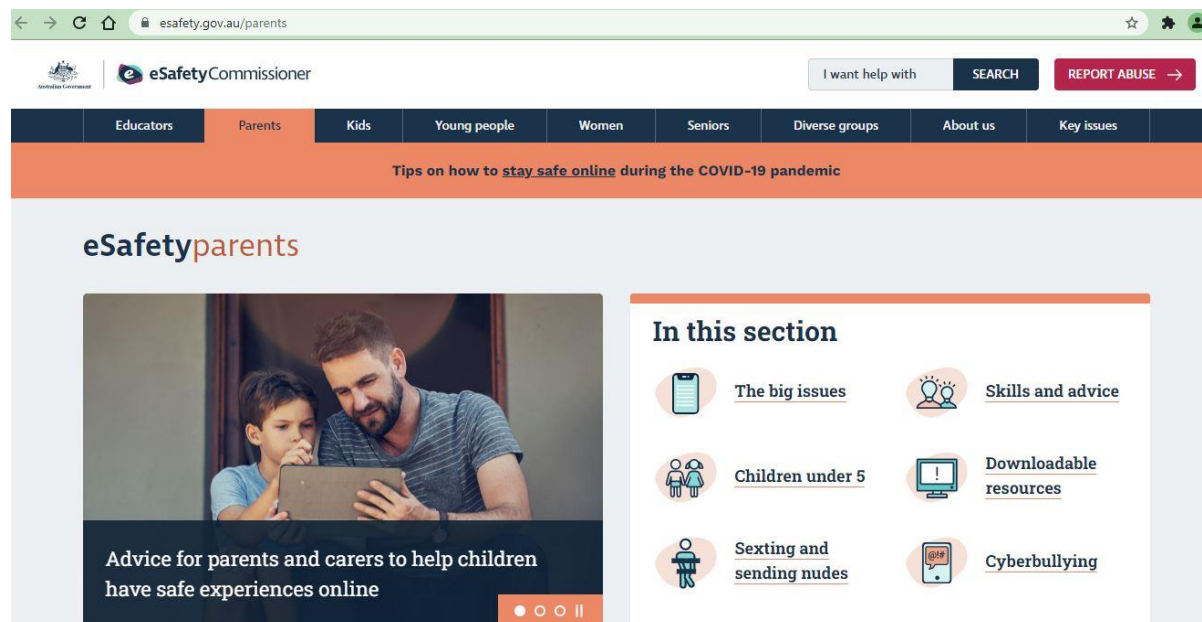 esafety.gov.au/parents
Australian Government
e
eSafetyCommissioner
I want help with
SEARCH
REPORT ABUSE →
Educators
Parents
Kids
Young people
Women
Seniors
Diverse groups
About us
Key issues
Tips on how to stay safe online during the COVID-19 pandemic
eSafetyparents
Advice for parents and carers to help children
have safe experiences online
In this section
The big issues
Skills and advice
Children under 5
!
Downloadable
resources
Sexting and
sending nudes
@!#
Cyberbullying